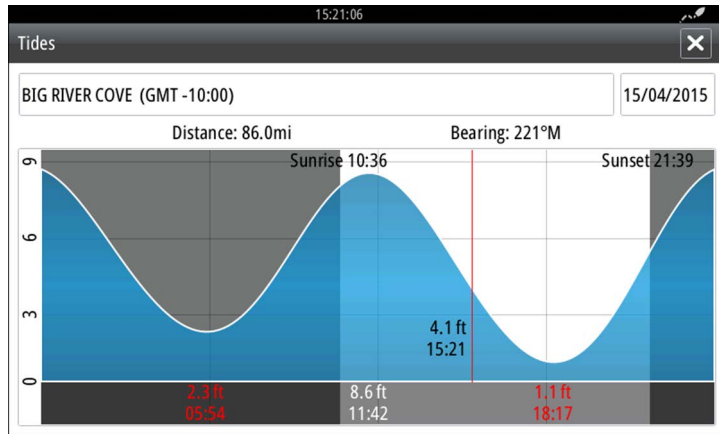 15:21:06
Tides
BIG RIVER COVE (GMT -10:00)
15/04/2015
Distance: 86.0mi
Bearing: 221°M
Sunrise 10:36
Sunset 21:39
9
6
3
0
4.1 ft
15:21
2.3 ft
05:54
8.6 ft
11:42
1.1 ft
18:17